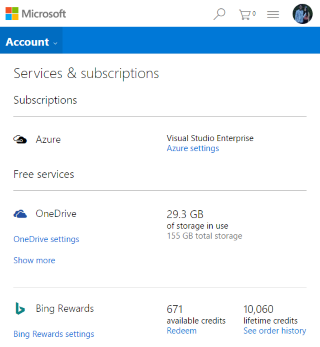 Microsoft
0
Account
Services & subscriptions
Subscriptions
Azure
Visual Studio Enterprise
Azure settings
Free services
OneDrive
29.3 GB
of storage in use
155 GB total storage
OneDrive settings
Show more
Bing Rewards
671
10,060
available credits
lifetime credits
Redeem
See order history
Bing Rewards settings